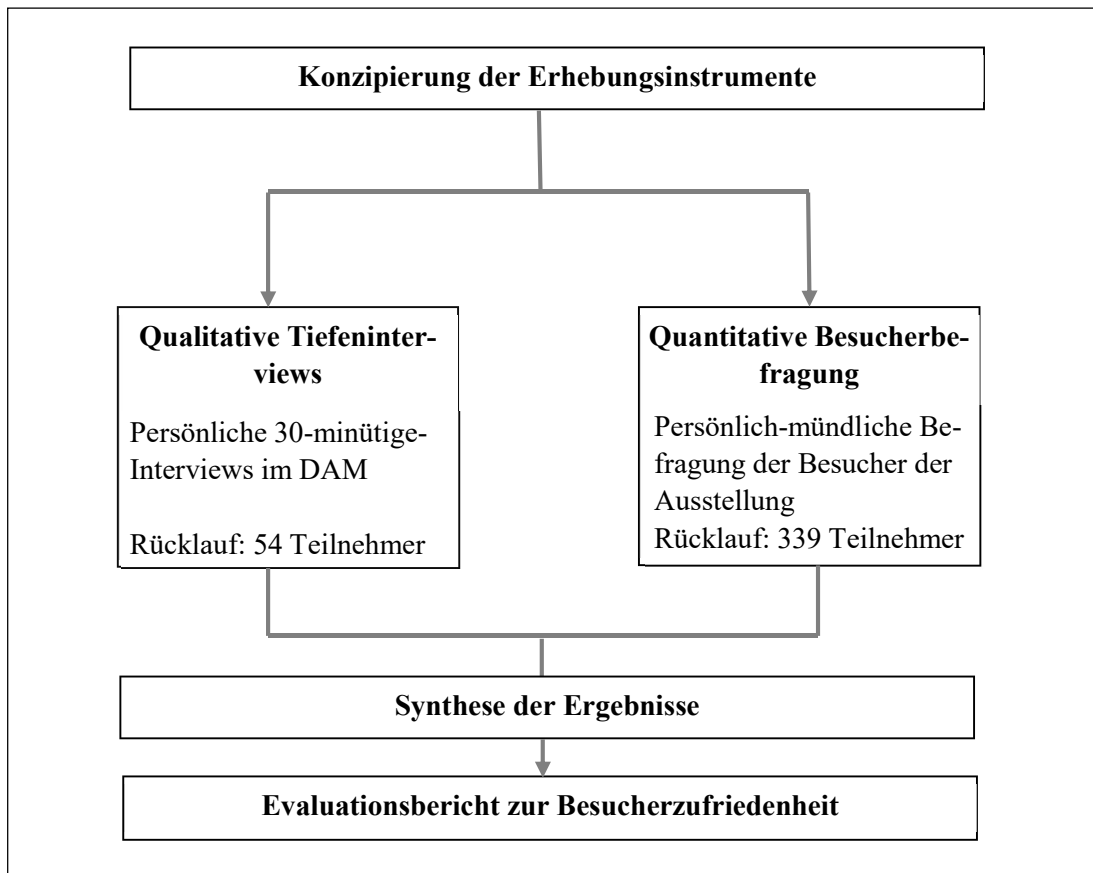 Konzipierung der Erhebungsinstrumente
Qualitative Tiefeninter-
views
Persönliche 30-minütige-
Interviews im DAM
Rücklauf: 54 Teilnehmer
Quantitative Besucherbe-
fragung
Persönlich-mündliche Be-
fragung der Besucher der
Ausstellung
Rücklauf: 339 Teilnehmer
Synthese der Ergebnisse
Evaluationsbericht zur Besucherzufriedenheit